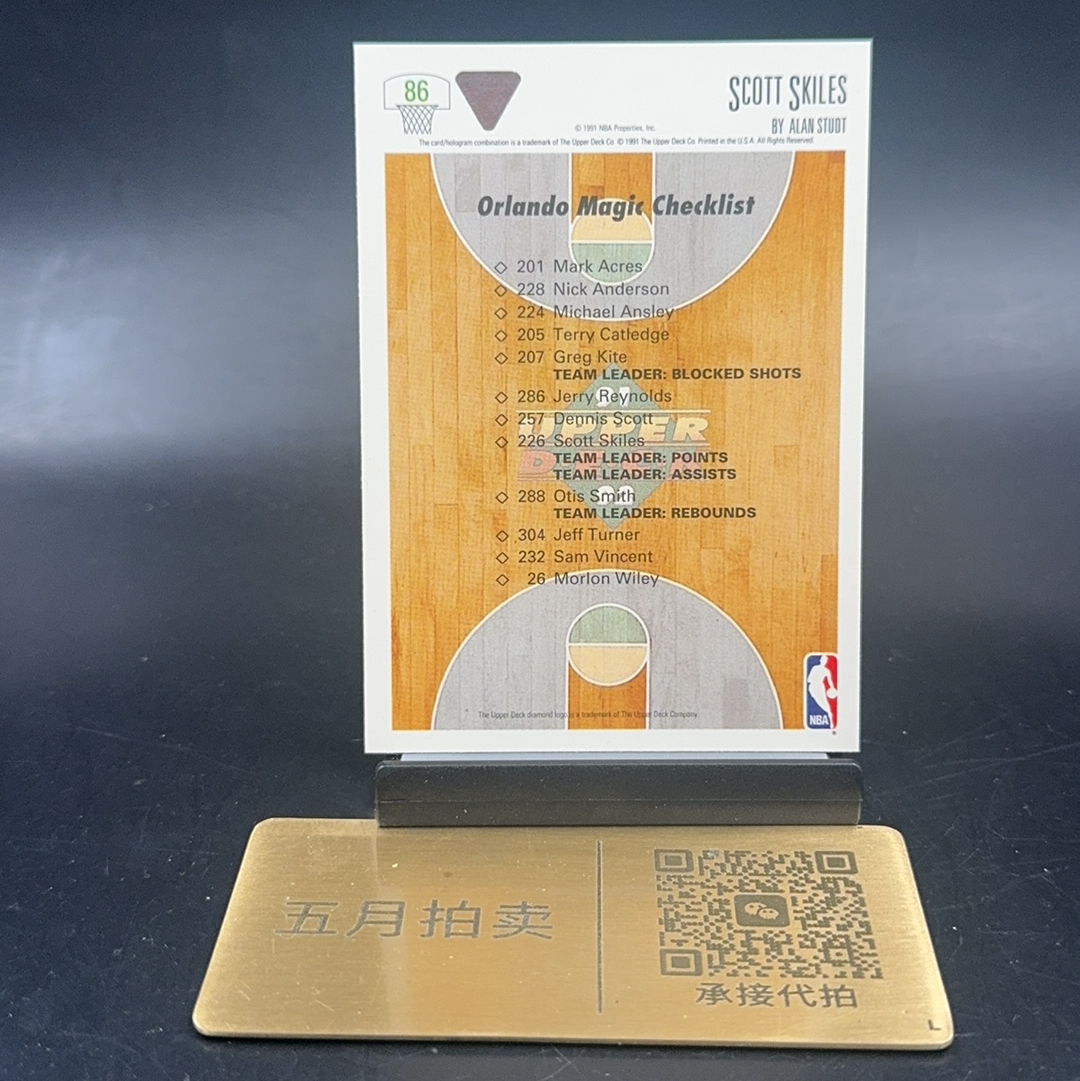 86
SCOTT SKILES
BY ALAN STUDT
© 1991 NBA Properties, Inc.
The card/hologram combination is a trademark of The Upper Deck Co. © 1991 The Upper Deck Co. Printed in the U.S.A. All Rights Reserved
Orlando Magic Checklist
◇ 201 Mark Acres
◇ 228 Nick Anderson
◇ 224 Michael Ansley
◇ 205 Terry Catledge
◇ 207 Greg Kite
TEAM LEADER: BLOCKED SHOTS
◇ 286 Jerry Reynolds
◇ 257 Dennis Scott
◇ 226 Scott Skiles
TEAM LEADER: POINTS
TEAM LEADER: ASSISTS
◇ 288 Otis Smith
TEAM LEADER: REBOUNDS
◇ 304 Jeff Turner
◇ 232 Sam Vincent
◇ 26 Morlon Wiley
91
UPPER
DECK
92
The Upper Deck diamond logo is a trademark of The Upper Deck Company.
NBA
五月拍卖
承接代拍
L